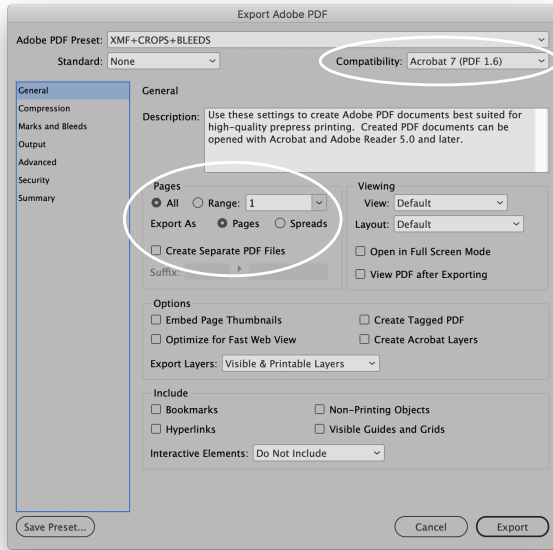 Export Adobe PDF
Adobe PDF Preset: XMF+CROPS+BLEEDS
Standard: None Compatibility: Acrobat 7 (PDF 1.6)
General
Compression
Marks and Bleeds
Output
Advanced
Security
Summary
General
Description: Use these settings to create Adobe PDF documents best suited for
high-quality prepress printing. Created PDF documents can be
opened with Acrobat and Adobe Reader 5.0 and later.
Pages
All Range: 1
Export As Pages Spreads
Create Separate PDF Files
Suffix:
Viewing
View: Default
Layout: Default
Open in Full Screen Mode
View PDF after Exporting
Options
Embed Page Thumbnails Create Tagged PDF
Optimize for Fast Web View Create Acrobat Layers
Export Layers: Visible & Printable Layers
Include
Bookmarks Non-Printing Objects
Hyperlinks Visible Guides and Grids
Interactive Elements: Do Not Include
Save Preset... Cancel Export